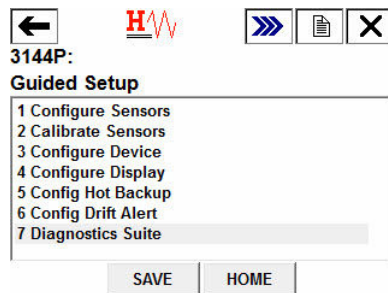 H
3144P:
Guided Setup
1 Configure Sensors
2 Calibrate Sensors
3 Configure Device
4 Configure Display
5 Config Hot Backup
6 Config Drift Alert
7 Diagnostics Suite
SAVE HOME